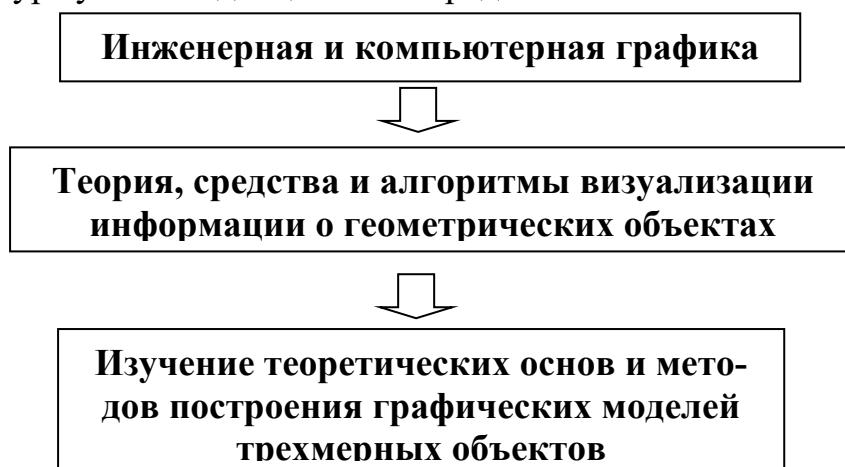 Инженерная и компьютерная графика
Теория, средства и алгоритмы визуализации
информации о геометрических объектах
Изучение теоретических основ и мето-
дов построения графических моделей
трехмерных объектов